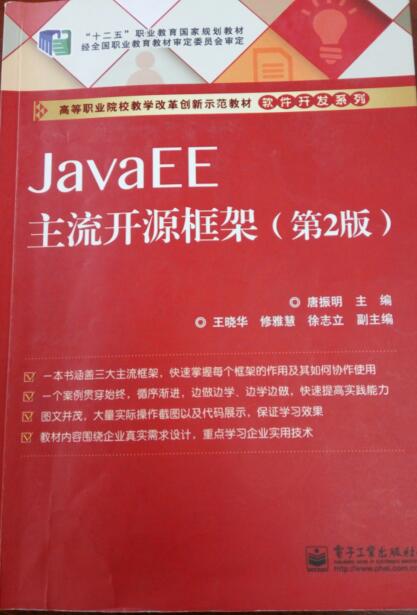 “十二五”职业教育国家规划教材
经全国职业教育教材审定委员会审定
高等职业院校教学改革创新示范教材 软件开发系列
JavaEE
主流开源框架（第2版）
◎ 唐振明 主 编
◎ 王晓华 修雅慧 徐志立 副主编
一本书涵盖三大主流框架，快速掌握每个框架的作用及其如何协作使用
一个案例贯穿始终，循序渐进，边做边学、边学边做，快速提高实践能力
图文并茂，大量实际操作截图以及代码展示，保证学习效果
教材内容围绕企业真实需求设计，重点学习企业实用技术
电子工业出版社
http://www.phei.com.cn